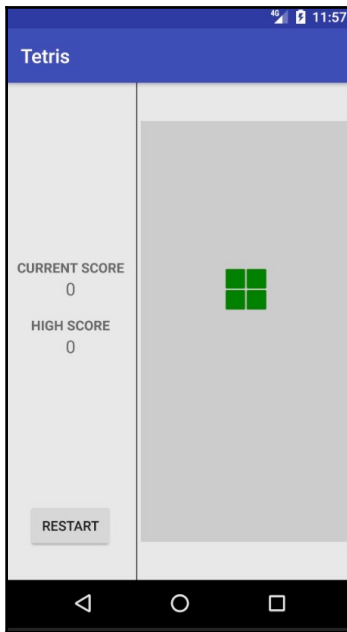 4G 11:57
Tetris
CURRENT SCORE
0
HIGH SCORE
0
RESTART